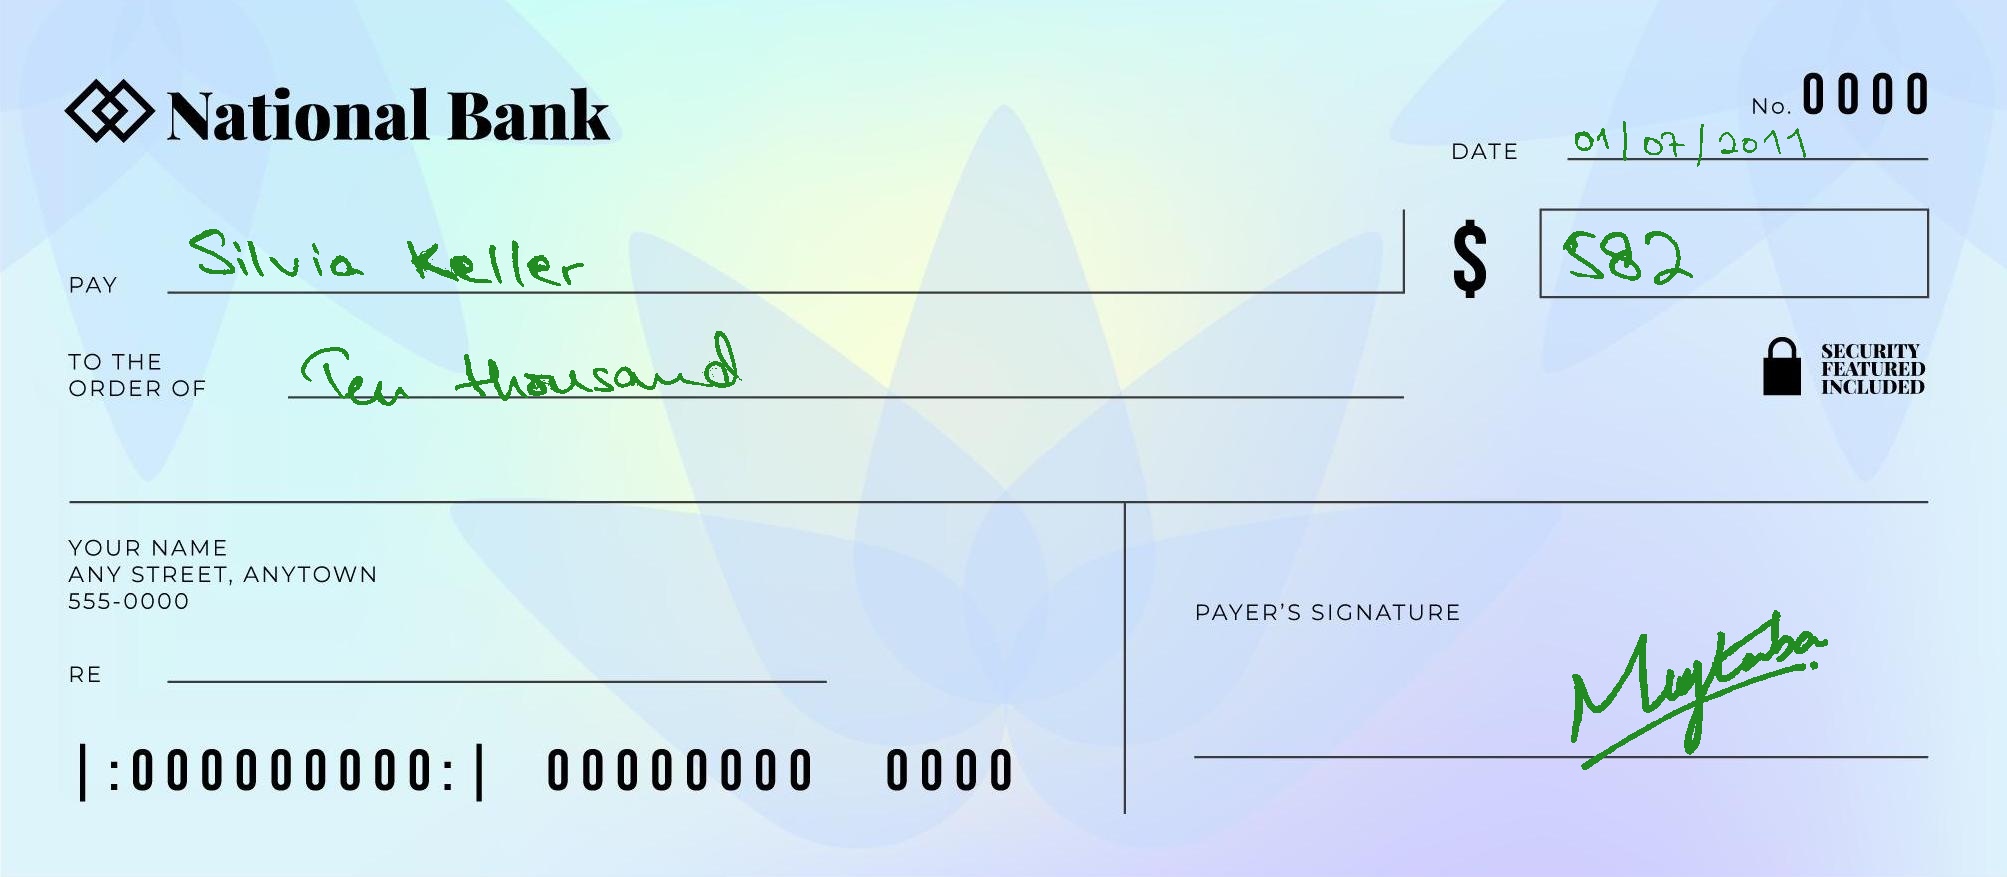 National Bank
No. 0000
DATE 01/07/2011
PAY Silvia Keller
$ 582
TO THE
ORDER OF Ten thousand
SECURITY
FEATURED
INCLUDED
YOUR NAME
ANY STREET, ANYTOWN
555-0000
PAYER'S SIGNATURE
RE
|:000000000:| 00000000 0000